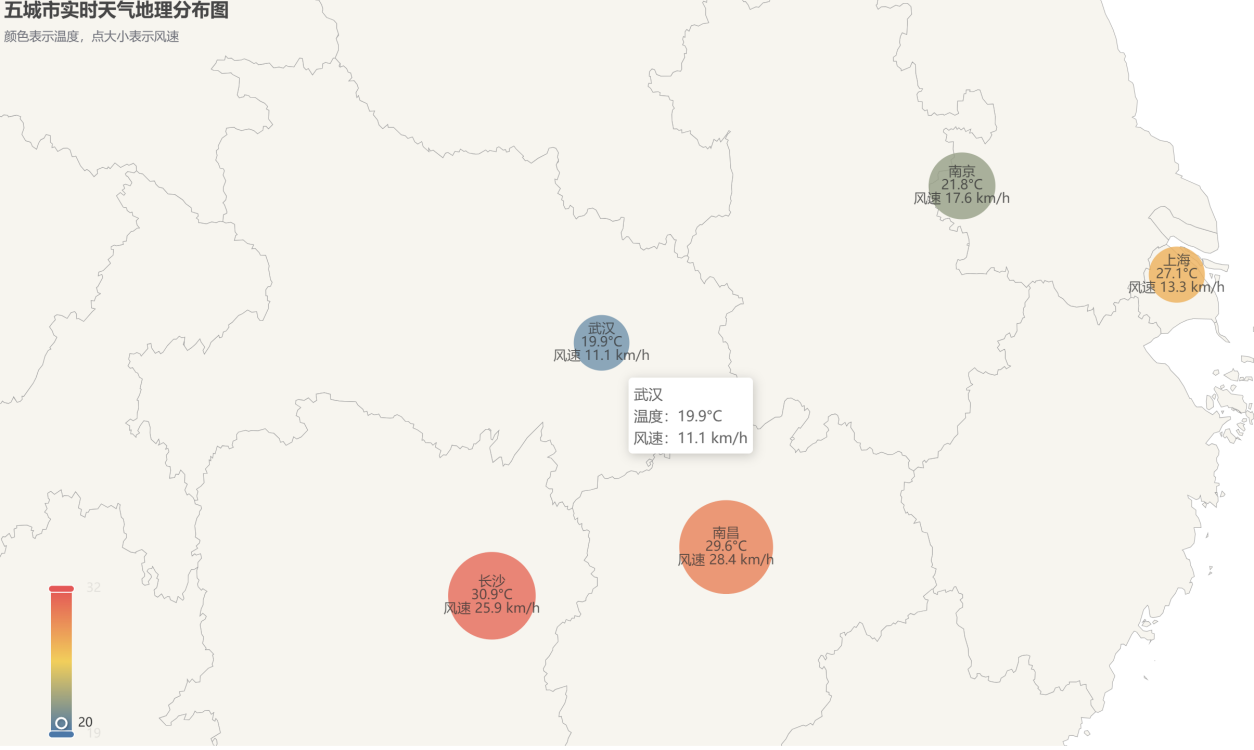 五城市实时天气地理分布图
颜色表示温度，点大小表示风速
南京
21.8°C
风速 17.6 km/h
上海
27.1°C
风速 13.3 km/h
武汉
19.9°C
风速 11.1 km/h
武汉
温度：19.9°C
风速：11.1 km/h
南昌
29.6°C
风速 28.4 km/h
长沙
30.9°C
风速 25.9 km/h
32
20
19